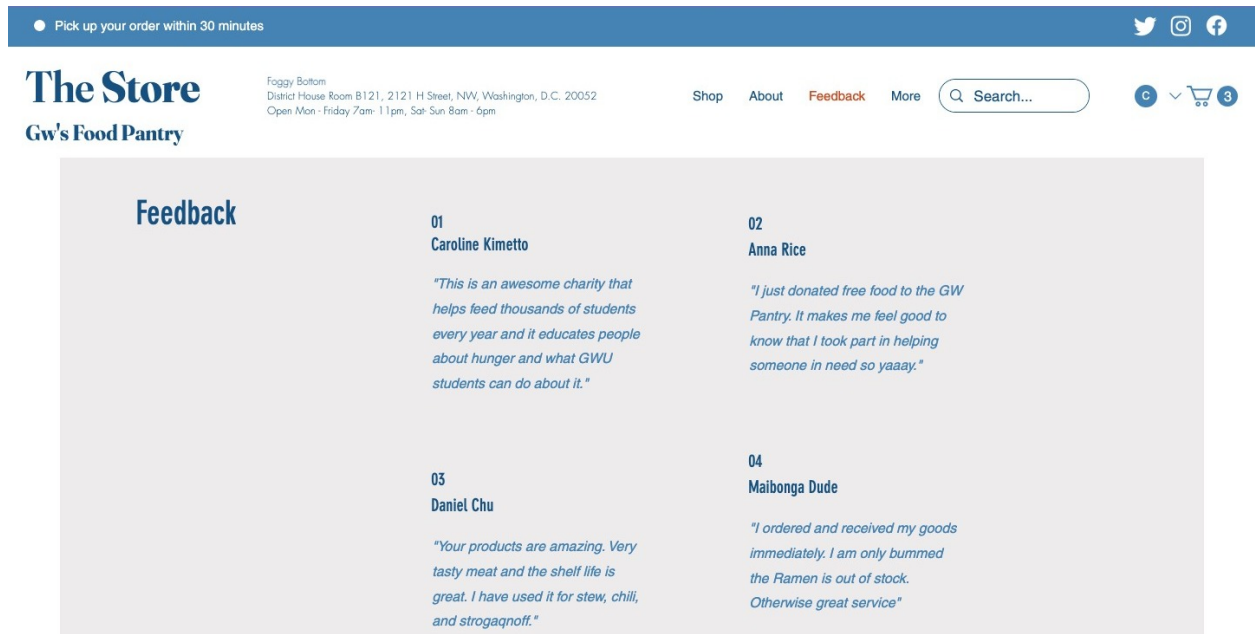 Pick up your order within 30 minutes
The Store
Gw's Food Pantry
Foggy Bottom
District House Room B121, 2121 H Street, NW, Washington, D.C. 20052
Open Mon - Friday 7am- 11pm, Sat- Sun 8am - 6pm
Shop About Feedback More Search... C 3
Feedback
01
Caroline Kimetto
"This is an awesome charity that
helps feed thousands of students
every year and it educates people
about hunger and what GWU
students can do about it."
02
Anna Rice
"I just donated free food to the GW
Pantry. It makes me feel good to
know that I took part in helping
someone in need so yaaay."
03
Daniel Chu
"Your products are amazing. Very
tasty meat and the shelf life is
great. I have used it for stew, chili,
and strogaqnoff."
04
Maibonga Dude
"I ordered and received my goods
immediately. I am only bummed
the Ramen is out of stock.
Otherwise great service"